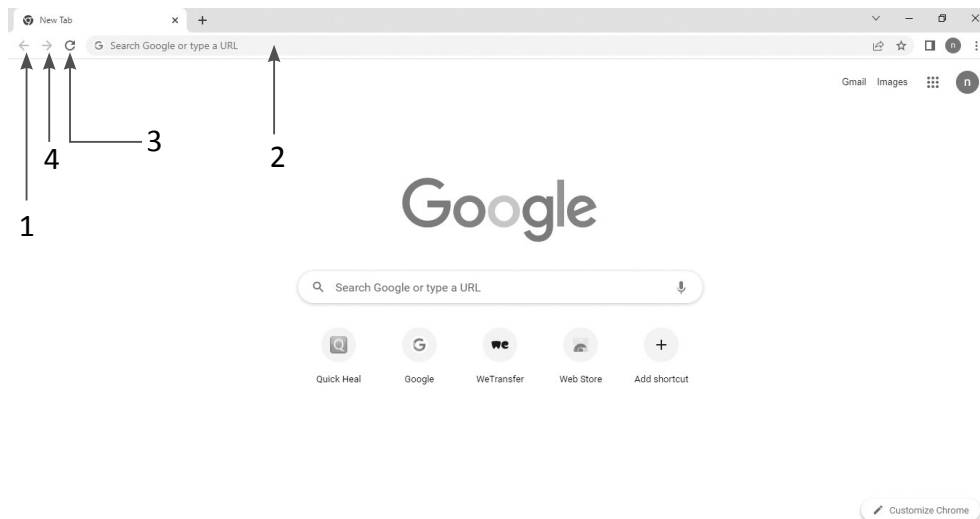 New Tab
G Search Google or type a URL
n
Gmail Images
n
3
4
2
1
Google
Search Google or type a URL
Q G we
Quick Heal Google WeTransfer Web Store Add shortcut
Customize Chrome